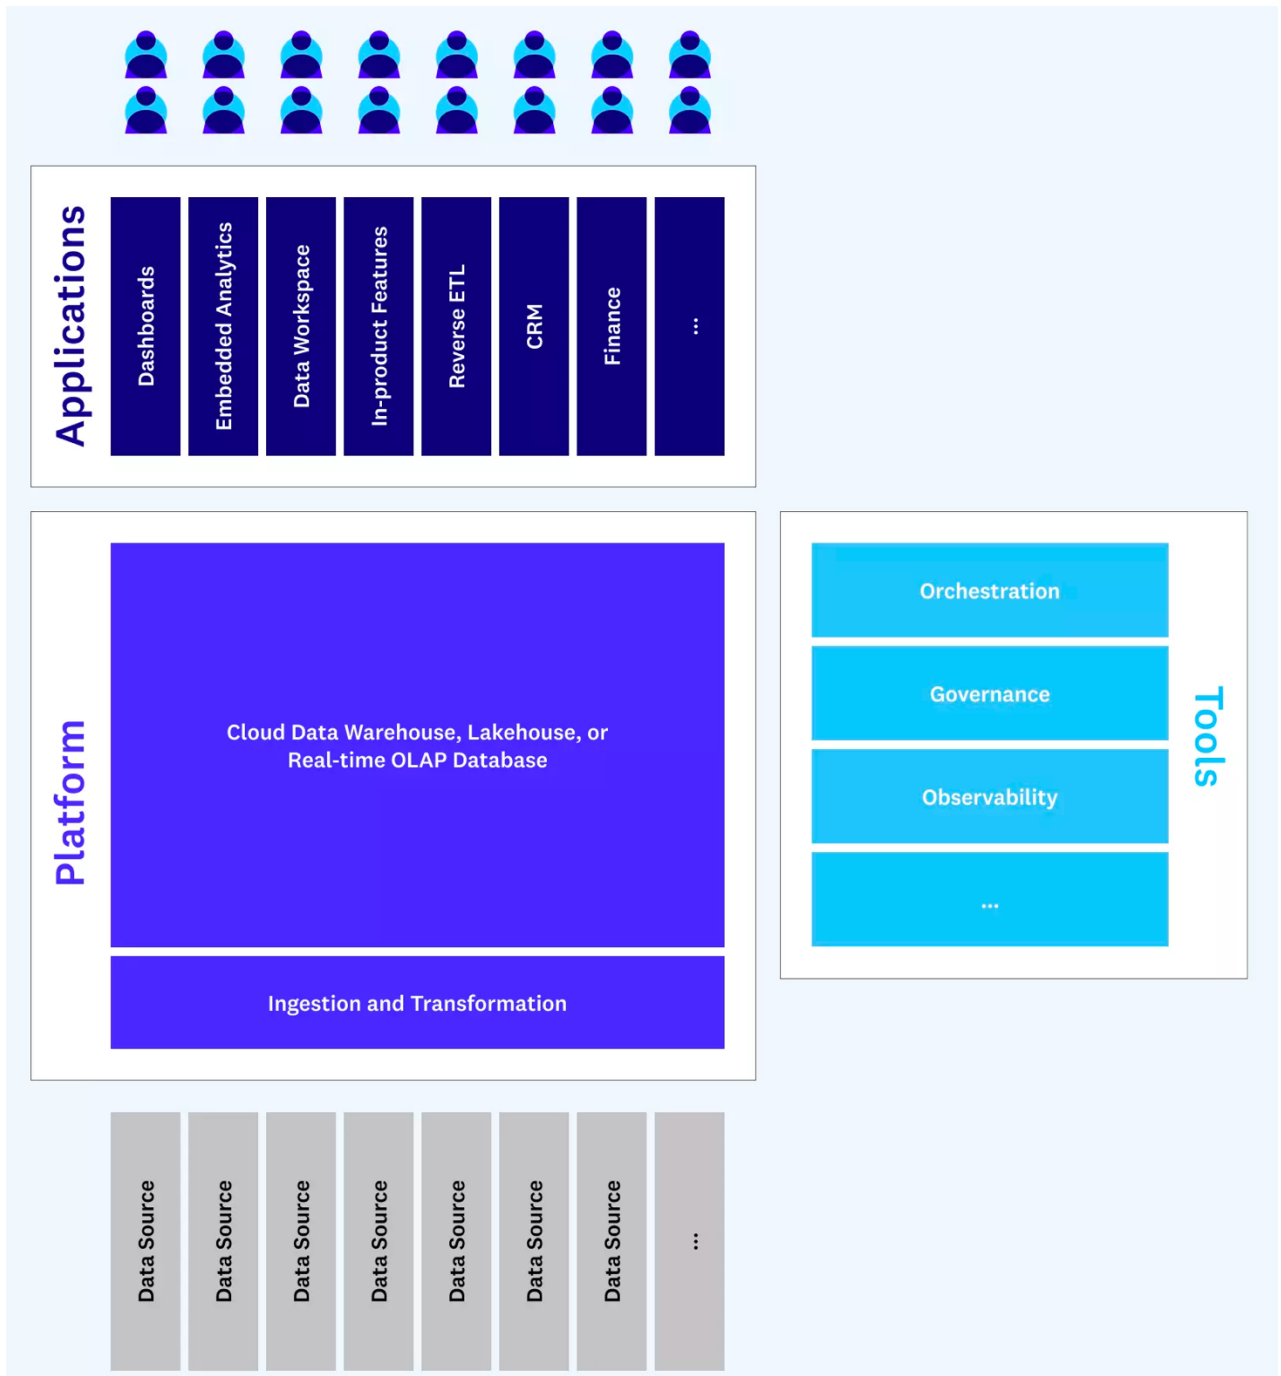 Applications
Dashboards
Embedded Analytics
Data Workspace
In-product Features
Reverse ETL
CRM
Finance
...
Platform
Cloud Data Warehouse, Lakehouse, or
Real-time OLAP Database
Ingestion and Transformation
Orchestration
Governance
Observability
...
Tools
Data Source
Data Source
Data Source
Data Source
Data Source
Data Source
Data Source
...